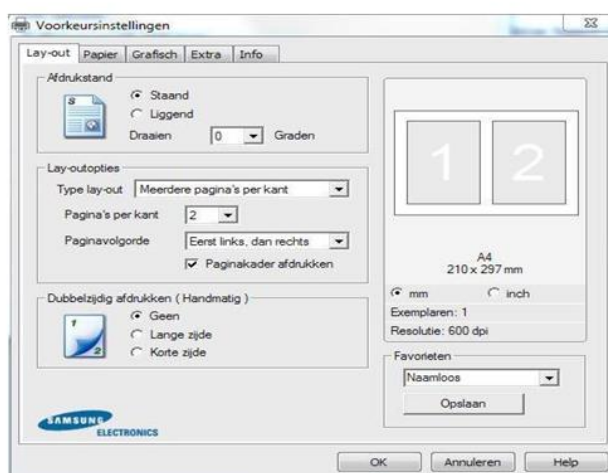 Voorkeursinstellingen
Lay-out Papier Grafisch Extra Info
Afdrukstand
S
Staand
Liggend
Draaien 0 Graden
Lay-outopties
Type lay-out Meerdere pagina's per kant
Pagina's per kant 2
Paginavolgorde Eerst links, dan rechts
Paginakader afdrukken
Dubbelzijdig afdrukken ( Handmatig )
1
2
Geen
Lange zijde
Korte zijde
SAMSUNG
ELECTRONICS
1 2
A4
210 x 297 mm
mm inch
Exemplaren: 1
Resolutie: 600 dpi
Favorieten
Naamloos
Opslaan
OK Annuleren Help